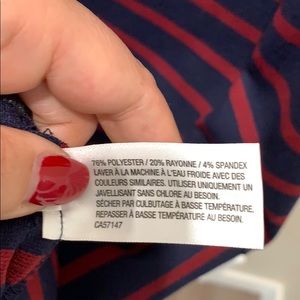 76% POLYESTER / 20% RAYONNE / 4% SPANDEX
LAVER À LA MACHINE À L'EAU FROIDE AVEC DES
COULEURS SIMILAIRES. UTILISER UNIQUEMENT UN
JAVELLISANT SANS CHLORE AU BESOIN.
SÉCHER PAR CULBUTAGE À BASSE TEMPÉRATURE.
REPASSER À BASSE TEMPÉRATURE AU BESOIN.
CA57147